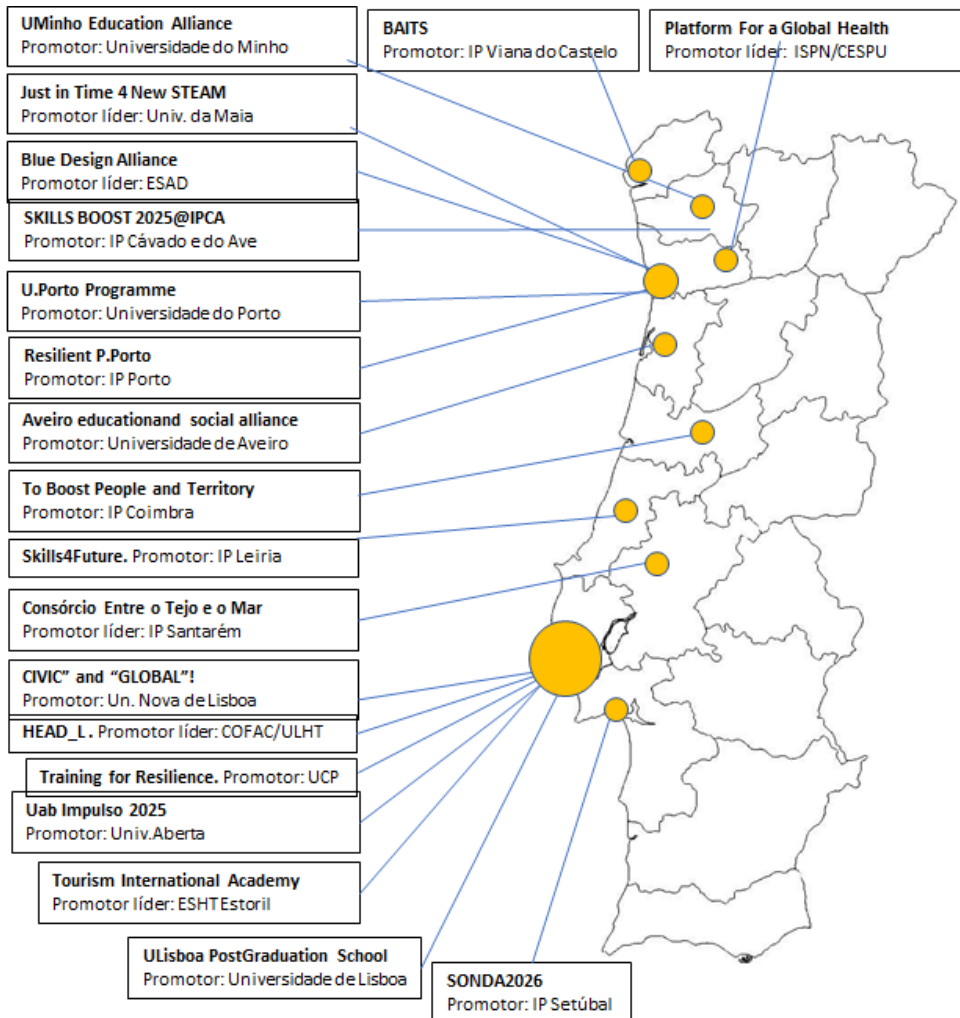 UMinho Education Alliance
Promotor: Universidade do Minho
BAITS
Promotor: IP Viana do Castelo
Platform For a Global Health
Promotor líder: ISPN/CESPU
Just in Time 4 New STEAM
Promotor líder: Univ. da Maia
Blue Design Alliance
Promotor líder: ESAD
SKILLS BOOST 2025@IPCA
Promotor: IP Cávado e do Ave
U.Porto Programme
Promotor: Universidade do Porto
Resilient P.Porto
Promotor: IP Porto
Aveiro educationand social alliance
Promotor: Universidade de Aveiro
To Boost People and Territory
Promotor: IP Coimbra
Skills4Future. Promotor: IP Leiria
Consórcio Entre o Tejo e o Mar
Promotor líder: IP Santarém
CIVIC” and “GLOBAL”!
Promotor: Un. Nova de Lisboa
HEAD_L. Promotor líder: COFAC/ULHT
Training for Resilience. Promotor: UCP
Uab Impulso 2025
Promotor: Univ.Aberta
Tourism International Academy
Promotor líder: ESHTEstoril
ULisboa PostGraduation School
Promotor: Universidade de Lisboa
SONDA2026
Promotor: IP Setúbal